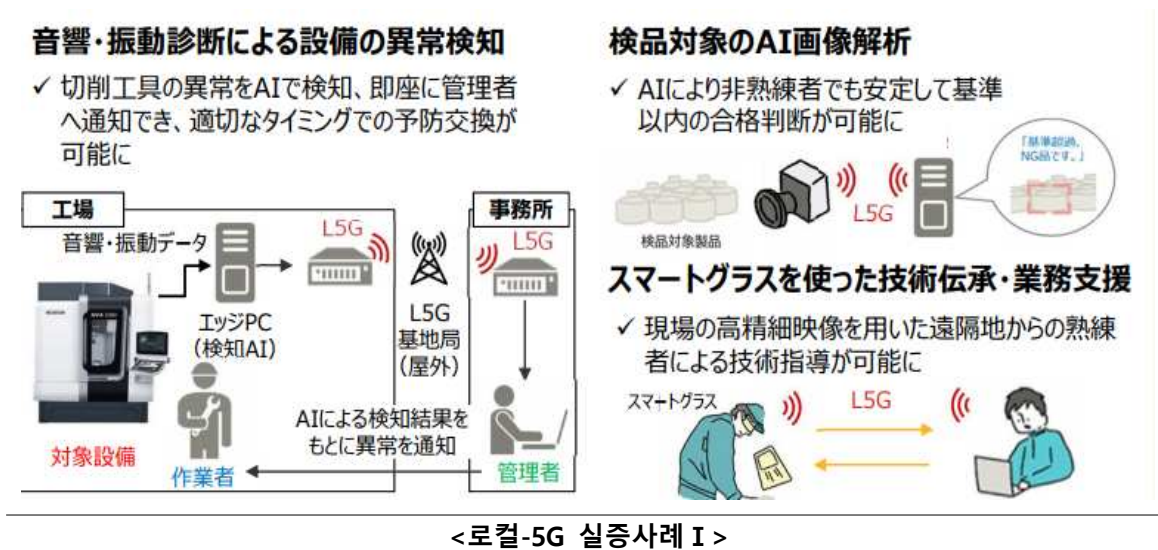 音響・振動診断による設備の異常検知
✓ 切削工具の異常をAIで検知、即座に管理者
へ通知でき、適切なタイミングでの予防交換が
可能に
工場
音響・振動データ
L5G
エッジPC
（検知AI）
対象設備
作業者
L5G
基地局
（屋外）
事務所
L5G
AIによる検知結果を
もとに異常を通知
管理者
検品対象のAI画像解析
✓ AIにより非熟練者でも安定して基準
以内の合格判断が可能に
検品対象製品
L5G
「基準超過、
NG品です。」
スマートグラスを使った技術伝承・業務支援
✓ 現場の高精細映像を用いた遠隔地からの熟練
者による技術指導が可能に
スマートグラス
L5G
<로컬-5G 실증사례 I >